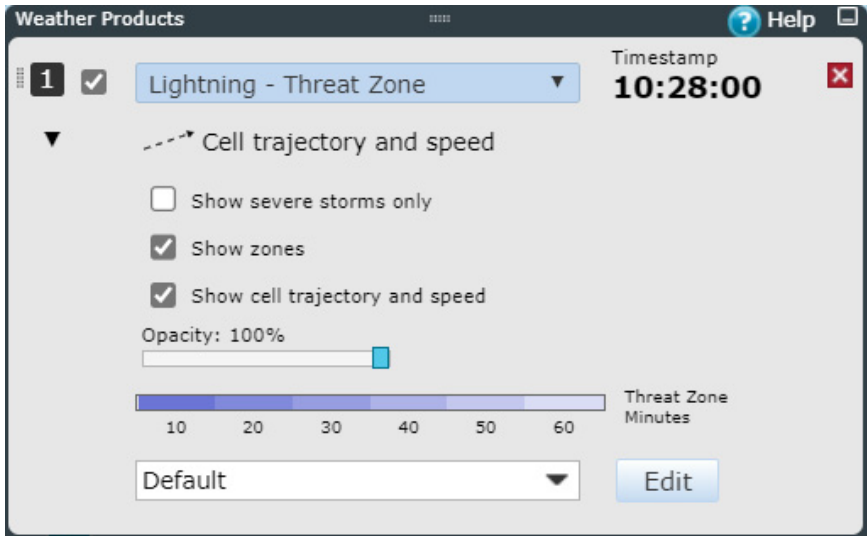 Weather Products
Help
1
Lightning - Threat Zone
Timestamp
10:28:00
Cell trajectory and speed
Show severe storms only
Show zones
Show cell trajectory and speed
Opacity: 100%
Threat Zone
Minutes
10 20 30 40 50 60
Default
Edit